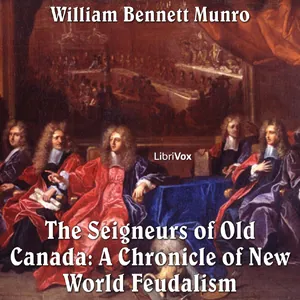 William Bennett Munro
LibriVox
The Seigneurs of Old
Canada: A Chronicle of New
World Feudalism